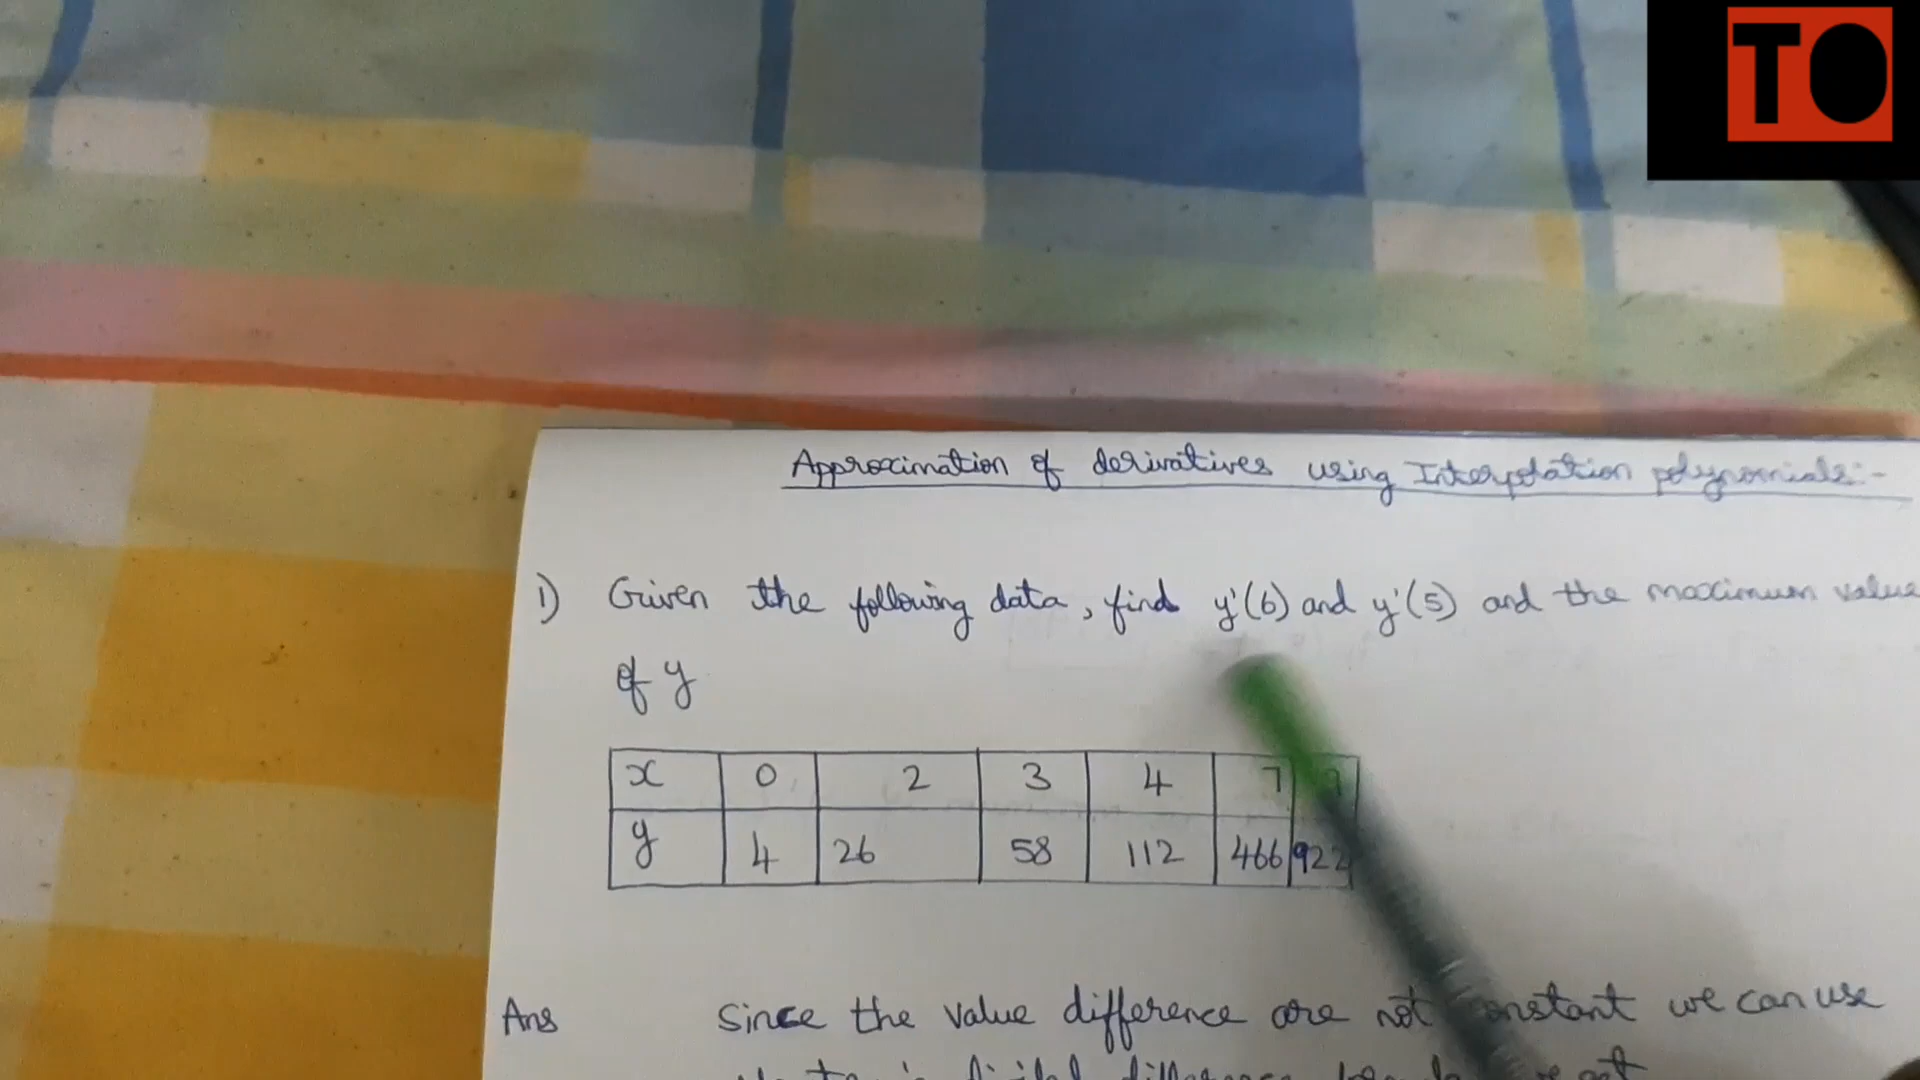 TO
Approximation of derivatives using Interpolation polynomials:-
1) Given the following data, find y'(6) and y'(5) and the maximum value
of y
x 0 2 3 4 7
y 4 26 58 112 466 922
Ans Since the value difference are not constant we can use